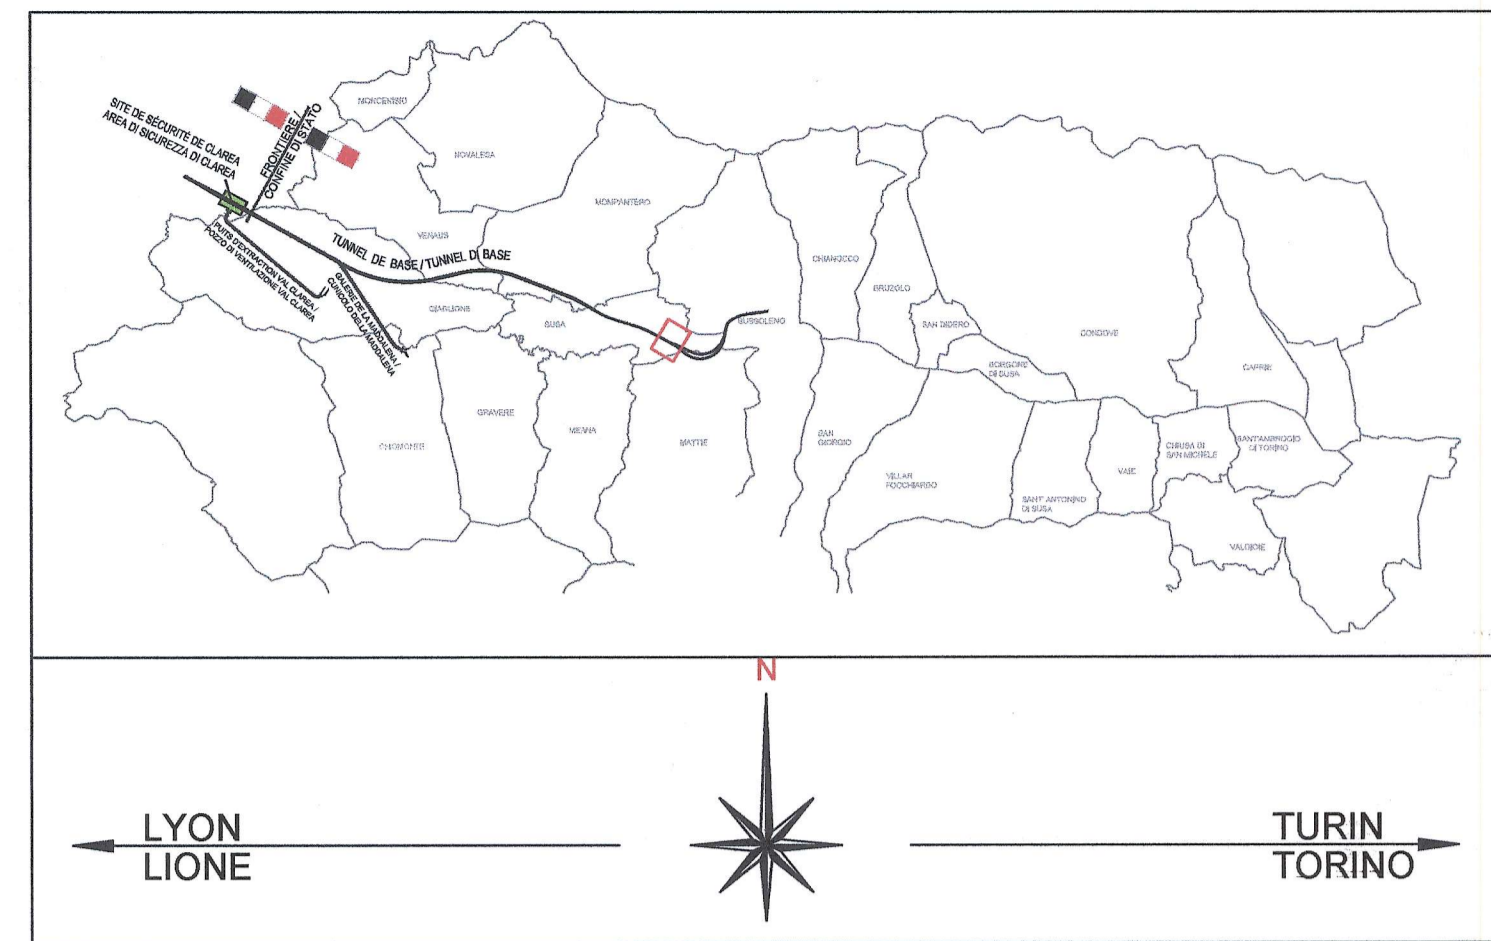 MONCENISIO
SITE DE SÉCURITÉ DE CLAREA
AREA DI SICUREZZA DI CLAREA
FRONTIERE /
CONFINE DI STATO
NOVALESA
MOMPANTERO
VENAUS
TUNNEL DE BASE/TUNNEL DI BASE
PUITS D'EXTRACTION VAL CLAREA /
POZZO DI VENTILAZIONE VAL CLAREA
GALERIE DE LA MADDALENA /
CUNICOLO DELLA MADDALENA
GIAGLIONE
SUSA
BUSSOLENO
CHIANOCCO
BRUZOLO
SAN DIDERO
CONDOVE
BORGONE
DI SUSA
CAPRIE
CHIOMONTE
GRAVERE
MEANA
MATTIE
SAN
GIORGIO
VILLAR
FOCCHIARDO
SANT' ANTONINO
DI SUSA
VAIE
CHIUSA DI
SAN MICHELE
SANT'AMBROGIO
DI TORINO
VALGIOIE
N
LYON
LIONE
TURIN
TORINO